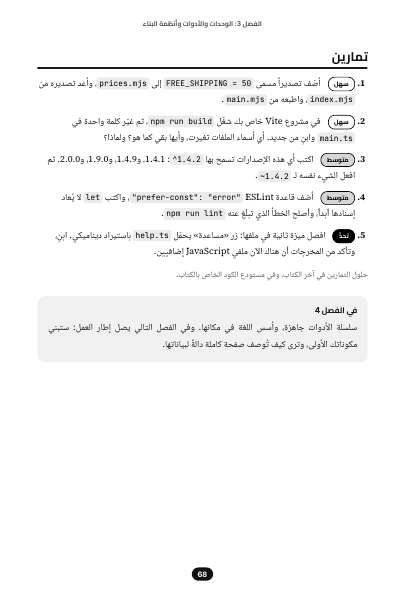 الفصل 3: الوحدات والأدوات وأنظمة البناء
تمارين
1. سهل أضف تصديراً مسمى FREE_SHIPPING = 50 إلى prices.mjs، وأعد تصديره من
index.mjs، واطبعه من main.mjs.
2. سهل في مشروع Vite خاص بك شغّل npm run build، ثم غيّر كلمة واحدة في
main.ts وابنِ من جديد. أي أسماء الملفات تغيرت، وأيها بقي كما هو؟ ولماذا؟
3. متوسط اكتب أي هذه الإصدارات تسمح بها ^1.4.2: 1.4.1، و1.4.9، و1.9.0، و2.0.0. ثم
افعل الشيء نفسه لـ ~1.4.2.
4. متوسط أضف قاعدة ESLint "prefer-const": "error"، واكتب let لا يُعاد
إسنادها أبداً، وأصلح الخطأ الذي يبلّغ عنه npm run lint.
5. تحدٍّ افصل ميزة ثانية في ملفها: زر «مساعدة» يحمّل help.ts باستيراد ديناميكي. ابنِ،
وتأكد من المخرجات أن هناك الآن ملفي JavaScript إضافيين.
حلول التمارين في آخر الكتاب، وفي مستودع الكود الخاص بالكتاب.
في الفصل 4
سلسلة الأدوات جاهزة، وأسس اللغة في مكانها. وفي الفصل التالي يصل إطار العمل: ستبني
مكوناتك الأولى، وترى كيف تُوصف صفحة كاملة دالةً لبياناتها.
68